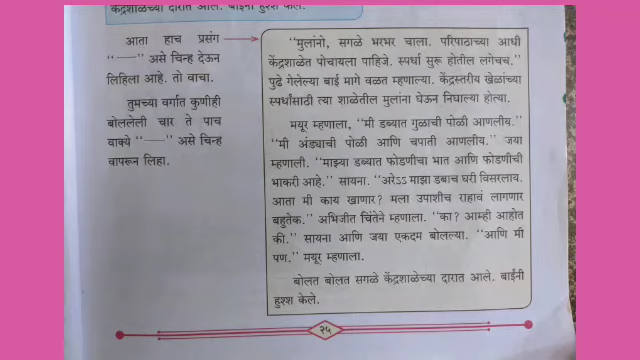 केंद्रशाळेच्या दारात आले. बाईंनी हुश्श केले.
आता हाच प्रसंग
“ — ” असे चिन्ह देऊन
लिहिला आहे. तो वाचा.
तुमच्या वर्गात कुणीही
बोललेली चार ते पाच
वाक्ये “ — ” असे चिन्ह
वापरून लिहा.
“मुलांनो, सगळे भरभर चाला. परिपाठाच्या आधी
केंद्रशाळेत पोचायला पाहिजे. स्पर्धा सुरू होतील लगेचच.”
पुढे गेलेल्या बाई मागे वळत म्हणाल्या. केंद्रस्तरीय खेळांच्या
स्पर्धांसाठी त्या शाळेतील मुलांना घेऊन निघाल्या होत्या.
मयूर म्हणाला, “मी डब्यात गुळाची पोळी आणलीय.”
“मी अंड्याची पोळी आणि चपाती आणलीय.” जया
म्हणाली. “माझ्या डब्यात फोडणीचा भात आणि फोडणीची
भाकरी आहे.” सायना. “अरेऽऽ माझा डबाच घरी विसरलाय.
आता मी काय खाणार? मला उपाशीच राहावं लागणार
बहुतेक.” अभिजीत चिंतेने म्हणाला. “का? आम्ही आहोत
की.” सायना आणि जया एकदम बोलल्या. “आणि मी
पण.” मयूर म्हणाला.
बोलत बोलत सगळे केंद्रशाळेच्या दारात आले. बाईंनी
हुश्श केले.
२५